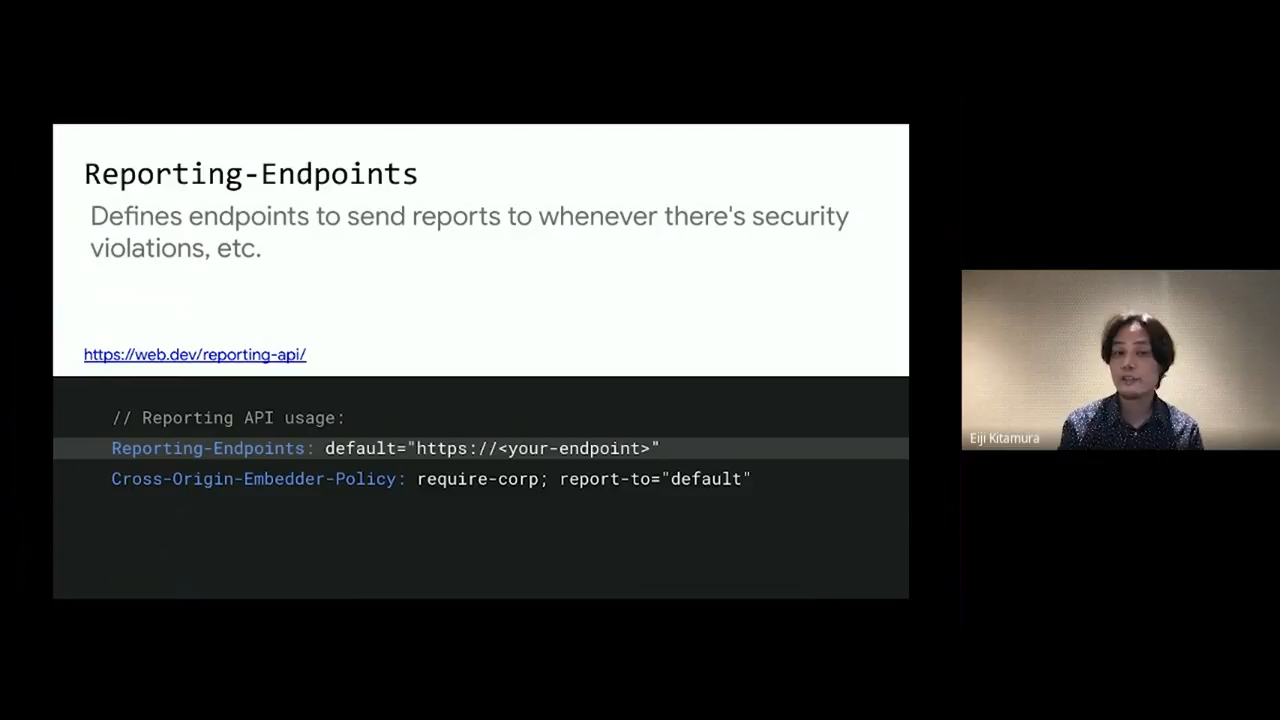 Reporting-Endpoints
Defines endpoints to send reports to whenever there's security
violations, etc.
https://web.dev/reporting-api/
// Reporting API usage:
Reporting-Endpoints: default="https://<your-endpoint>"
Cross-Origin-Embedder-Policy: require-corp; report-to="default"
Eiji Kitamura